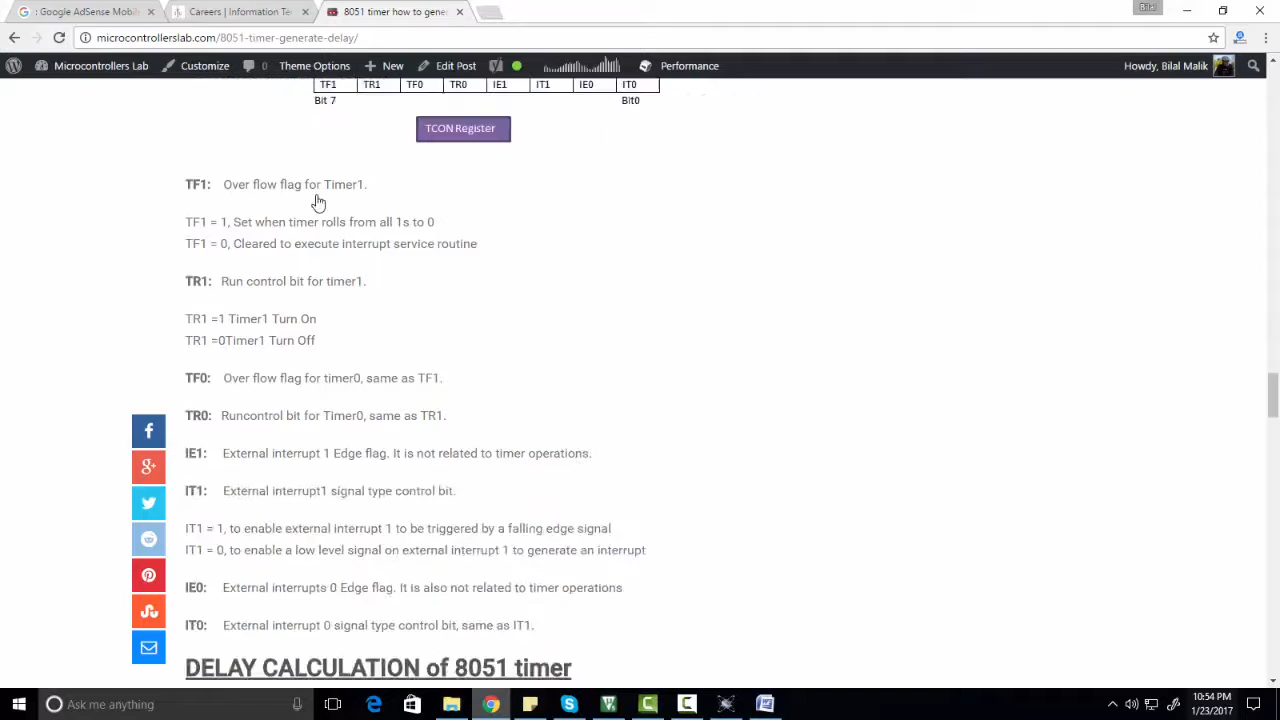 : Google AdSense Mobil
Careers | Information Te
8051 timer how to gene
microcontrollerslab.com/8051-timer-generate-delay/
Microcontrollers Lab
Customize
0
New
Edit Post
Theme Options
Performance
Howdy, Bilal Malik
TF1 TR1 TF0 TR0 IE1 IT1 IE0 IT0
Bit 7 Bit0
TCON Register
TF1: Over flow flag for Timer1.
TF1 = 1, Set when timer rolls from all 1s to 0
TF1 = 0, Cleared to execute interrupt service routine
TR1: Run control bit for timer1.
TR1 =1 Timer1 Turn On
TR1 =0Timer1 Turn Off
TF0: Over flow flag for timer0, same as TF1.
TR0: Runcontrol bit for Timer0, same as TR1.
IE1: External interrupt 1 Edge flag. It is not related to timer operations.
IT1: External interrupt1 signal type control bit.
IT1 = 1, to enable external interrupt 1 to be triggered by a falling edge signal
IT1 = 0, to enable a low level signal on external interrupt 1 to generate an interrupt
IE0: External interrupts 0 Edge flag. It is also not related to timer operations
IT0: External interrupt 0 signal type control bit, same as IT1.
DELAY CALCULATION of 8051 timer
Ask me anything
10:54 PM
1/23/2017